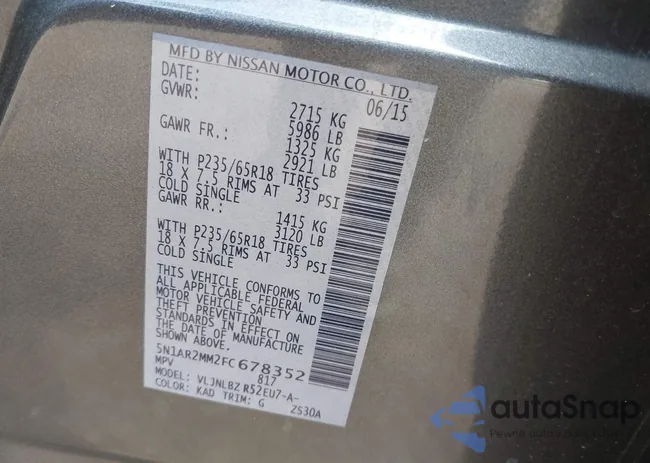 MFD BY NISSAN MOTOR CO., LTD.
DATE: 06/15
GVWR: 2715 KG
5986 LB
GAWR FR.: 1325 KG
2921 LB
WITH P235/65R18 TIRES
18 X 7.5 RIMS AT 33 PSI
COLD SINGLE
GAWR RR.: 1415 KG
3120 LB
WITH P235/65R18 TIRES
18 X 7.5 RIMS AT 33 PSI
COLD SINGLE
THIS VEHICLE CONFORMS TO
ALL APPLICABLE FEDERAL
MOTOR VEHICLE SAFETY AND
THEFT PREVENTION
STANDARDS IN EFFECT ON
THE DATE OF MANUFACTURE
SHOWN ABOVE.
5N1AR2MM2FC678352
MPV 817
MODEL: VLJNLBZ R52EU7-A-
COLOR: KAD TRIM: G ZS30A
autaSnap
Pewne auto z